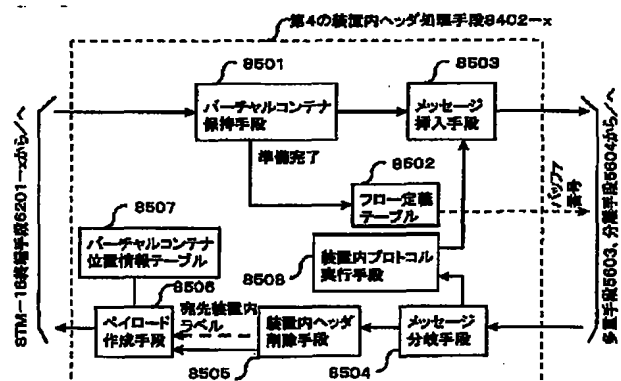 第4の装置内ヘッダ処理手段8402-x
8501
バーチャルコンテナ
保持手段
8503
メッセージ
挿入手段
準備完了
8502
フロー定義
テーブル
バッファ
番号
8507
バーチャルコンテナ
位置情報テーブル
装置内プロトコル
実行手段
8508
8506
ペイロード
作成手段
宛先装置内
ラベル
装置内ヘッダ
削除手段
8505
メッセージ
分岐手段
8504
STM-16終端手段6201-xから/へ
多重手段5603、分離手段5604から/へ